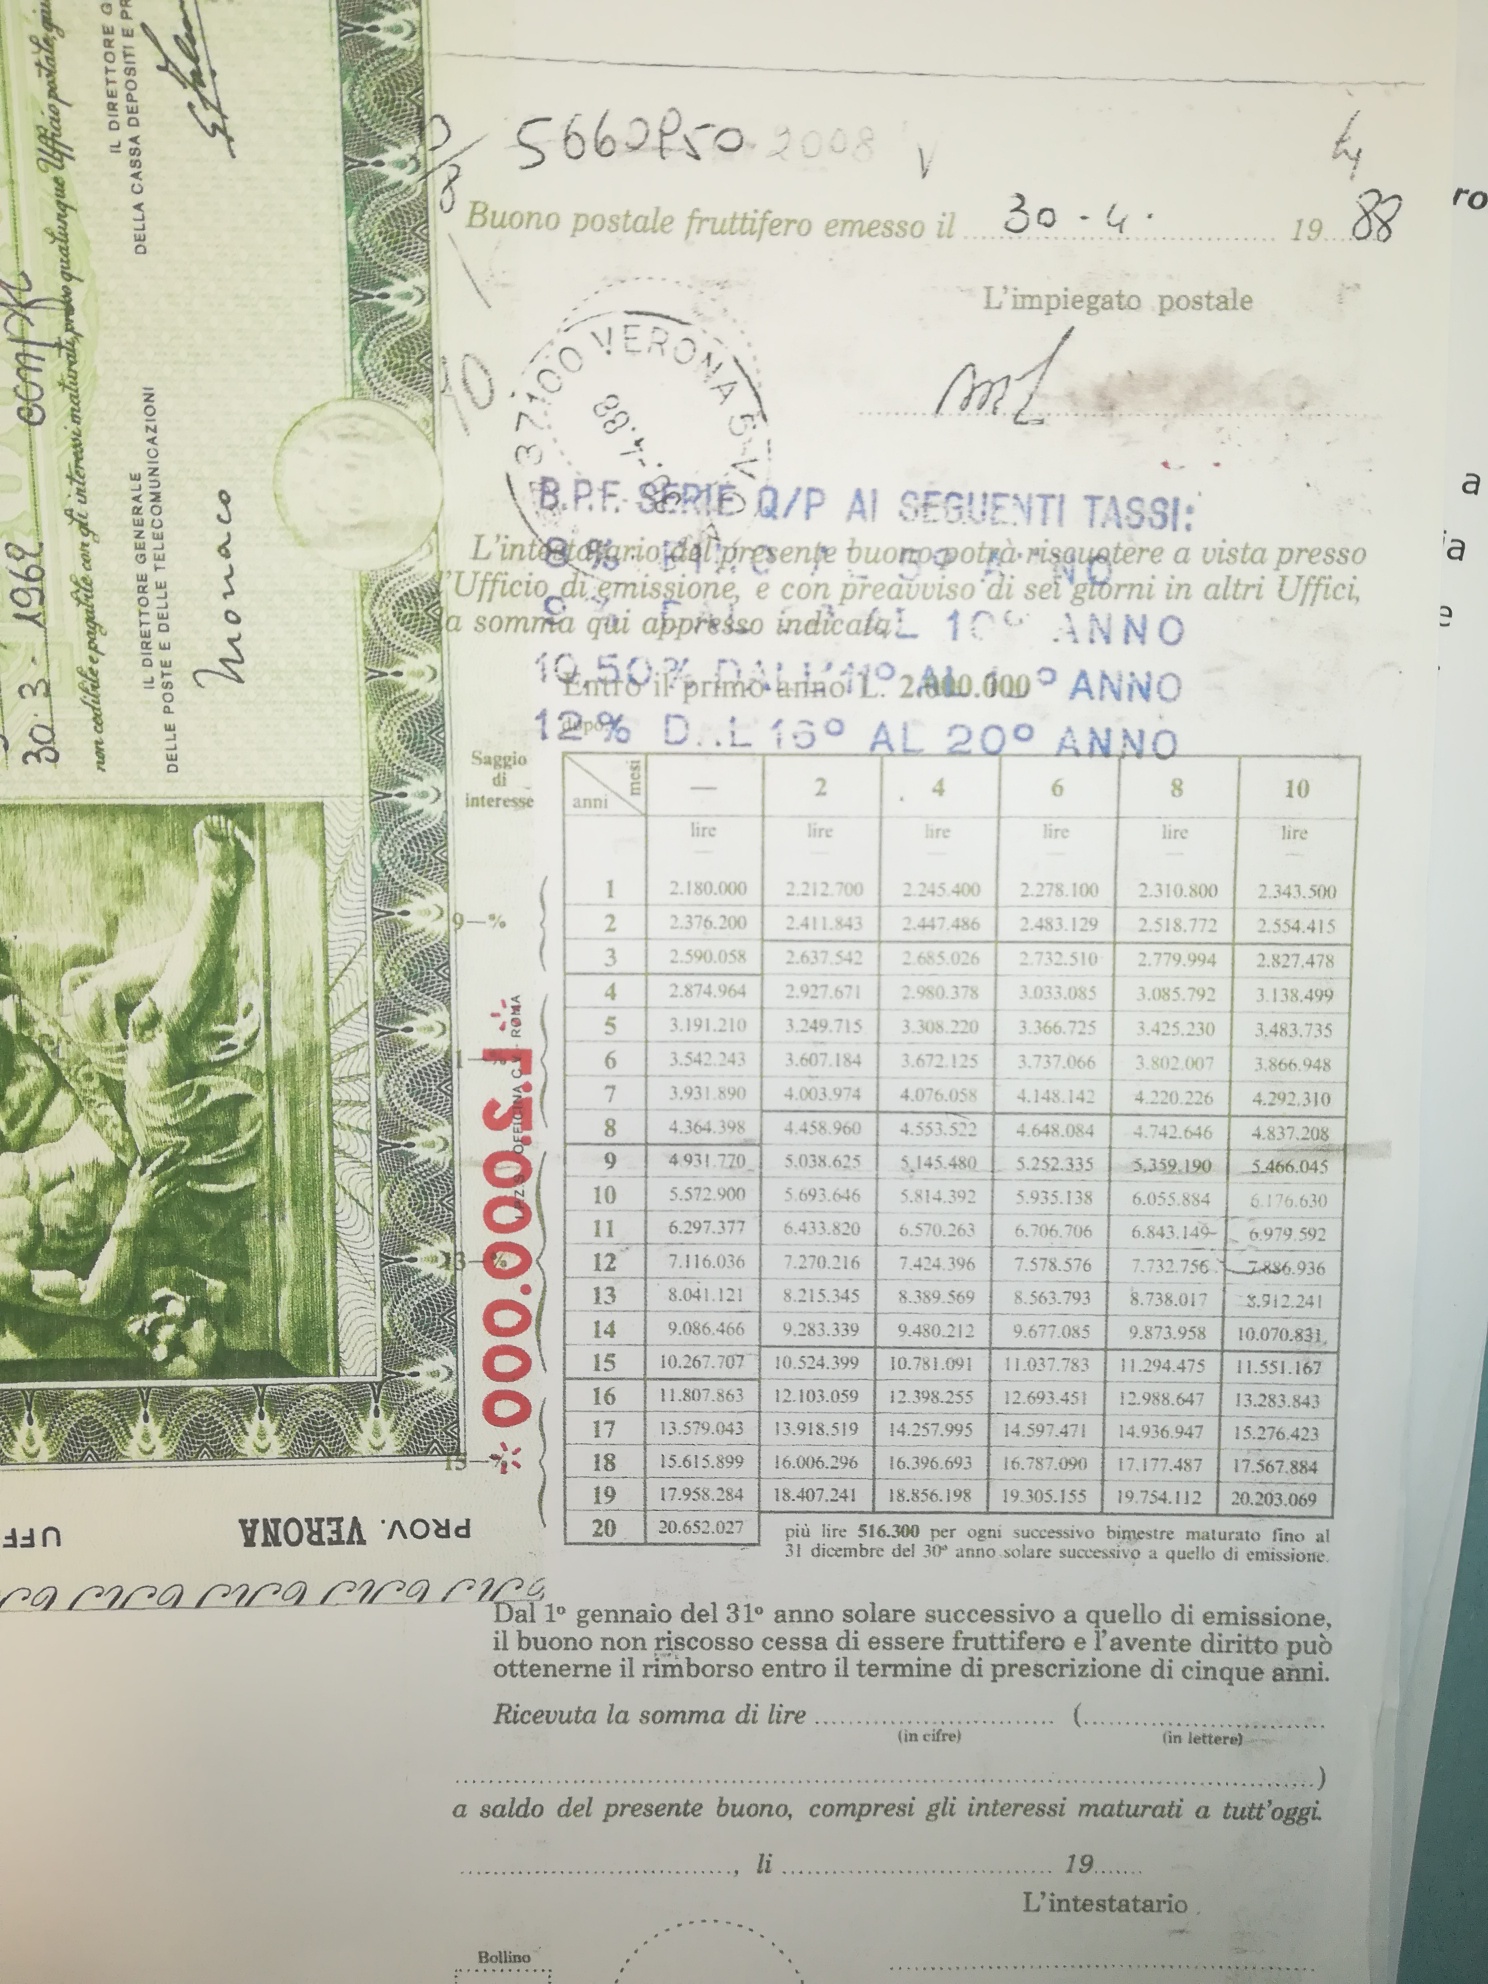 5660850 2008
Buono postale fruttifero emesso il 30-4. 1988
L'impiegato postale
37100 VERONA 5
30.-4.88
B.P.F. SERIE Q/P AI SEGUENTI TASSI:
8%
L'intestatario del presente buono potrà riscuotere a vista presso
l'Ufficio di emissione, e con preavviso di sei giorni in altri Uffici,
la somma qui appresso indicata:
AL 10° ANNO
10,50% DALL'11° AL ANNO
Entro il primo anno L. 2.000.000
12% 16° AL 20° ANNO
dopo
Saggio di interesse
anni mesi — 2 4 6 8 10
lire lire lire lire lire lire
1 2.180.000 2.212.700 2.245.400 2.278.100 2.310.800 2.343.500
9—% 2 2.376.200 2.411.843 2.447.486 2.483.129 2.518.772 2.554.415
3 2.590.058 2.637.542 2.685.026 2.732.510 2.779.994 2.827.478
4 2.874.964 2.927.671 2.980.378 3.033.085 3.085.792 3.138.499
5 3.191.210 3.249.715 3.308.220 3.366.725 3.425.230 3.483.735
6 3.542.243 3.607.184 3.672.125 3.737.066 3.802.007 3.866.948
7 3.931.890 4.003.974 4.076.058 4.148.142 4.220.226 4.292.310
8 4.364.398 4.458.960 4.553.522 4.648.084 4.742.646 4.837.208
9 4.931.770 5.038.625 5.145.480 5.252.335 5.359.190 5.466.045
10 5.572.900 5.693.646 5.814.392 5.935.138 6.055.884 6.176.630
11 6.297.377 6.433.820 6.570.263 6.706.706 6.843.149 6.979.592
13—% 12 7.116.036 7.270.216 7.424.396 7.578.576 7.732.756 7.886.936
13 8.041.121 8.215.345 8.389.569 8.563.793 8.738.017 8.912.241
14 9.086.466 9.283.339 9.480.212 9.677.085 9.873.958 10.070.831
15 10.267.707 10.524.399 10.781.091 11.037.783 11.294.475 11.551.167
16 11.807.863 12.103.059 12.398.255 12.693.451 12.988.647 13.283.843
17 13.579.043 13.918.519 14.257.995 14.597.471 14.936.947 15.276.423
15—% 18 15.615.899 16.006.296 16.396.693 16.787.090 17.177.487 17.567.884
19 17.958.284 18.407.241 18.856.198 19.305.155 19.754.112 20.203.069
20 20.652.027
più lire 516.300 per ogni successivo bimestre maturato fino al
31 dicembre del 30° anno solare successivo a quello di emissione.
Dal 1° gennaio del 31° anno solare successivo a quello di emissione,
il buono non riscosso cessa di essere fruttifero e l'avente diritto può
ottenerne il rimborso entro il termine di prescrizione di cinque anni.
Ricevuta la somma di lire (
(in cifre) (in lettere)
)
a saldo del presente buono, compresi gli interessi maturati a tutt'oggi.
, li 19
L'intestatario
Bollino
OFFICINA C.V. - ROMA
IL DIRETTORE G
DELLA CASSA DEPOSITI E PR
IL DIRETTORE GENERALE
DELLE POSTE E DELLE TELECOMUNICAZIONI
Monaco
non cedibile e pagabile con gli interessi maturati, presso qualunque Ufficio postale,
30.3.1962
PROV. VERONA
UFF
ro
a
ia
e